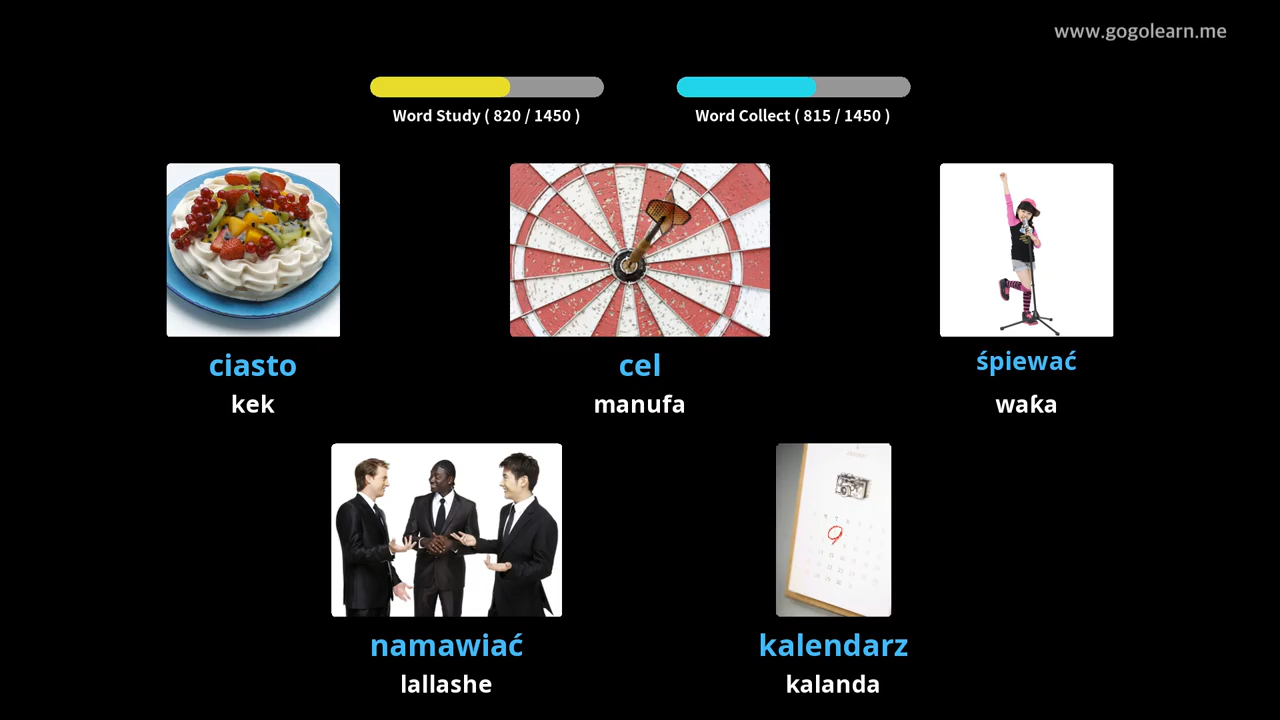 www.gogolearn.me
Word Study ( 820 / 1450 )
Word Collect ( 815 / 1450 )
ciasto
kek
cel
manufa
śpiewać
waƙa
namawiać
lallashe
kalendarz
kalanda